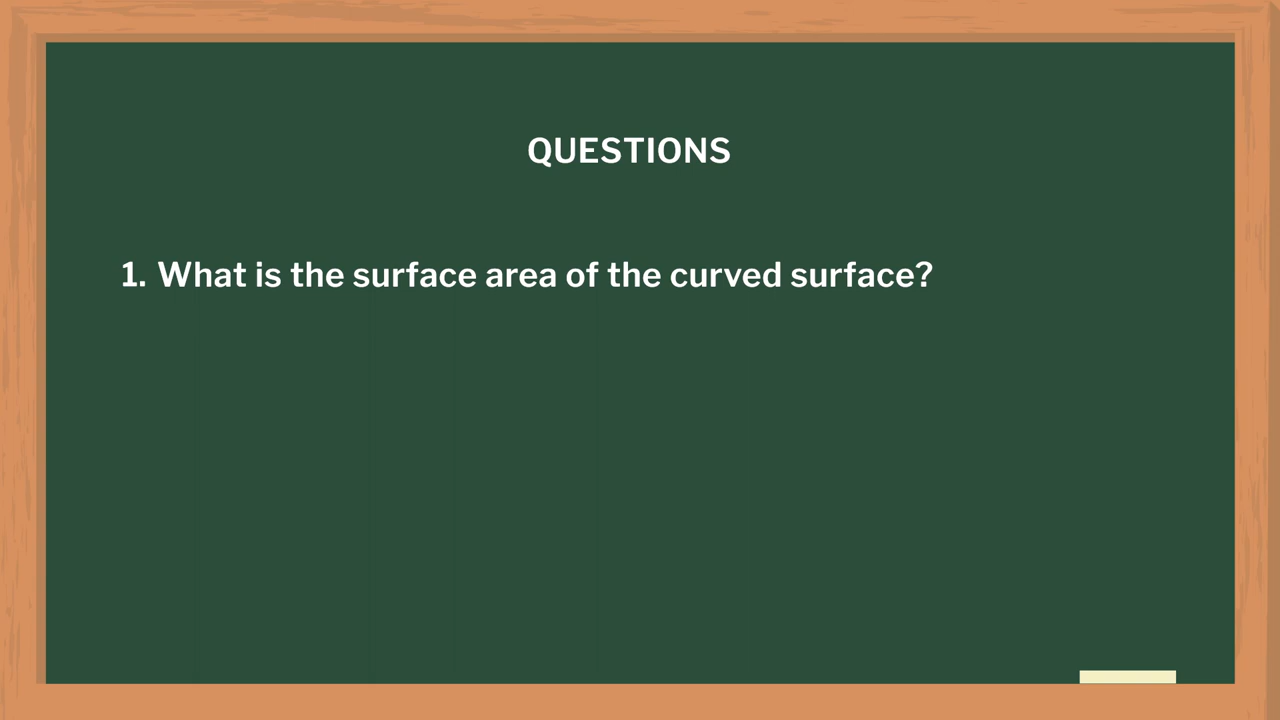 QUESTIONS
1. What is the surface area of the curved surface?